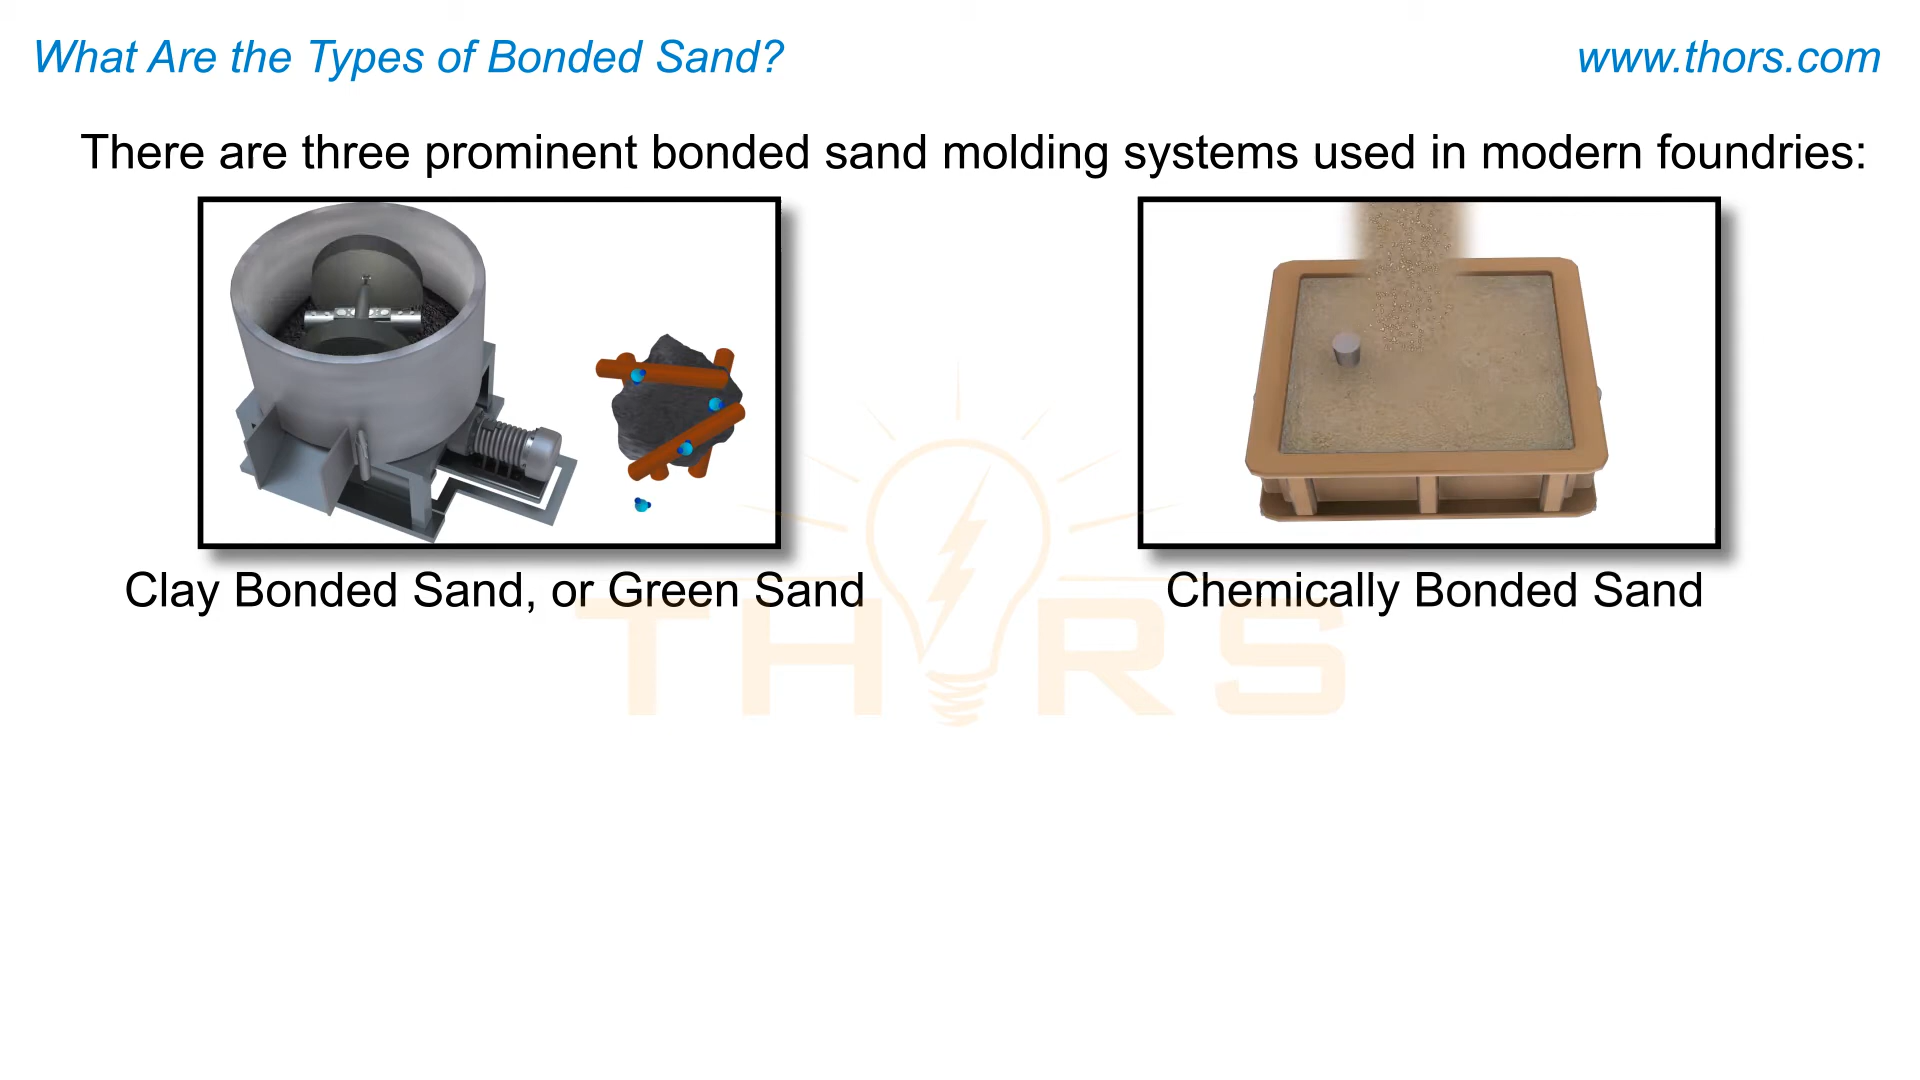 What Are the Types of Bonded Sand?
www.thors.com
There are three prominent bonded sand molding systems used in modern foundries:
Clay Bonded Sand, or Green Sand
Chemically Bonded Sand
THORS